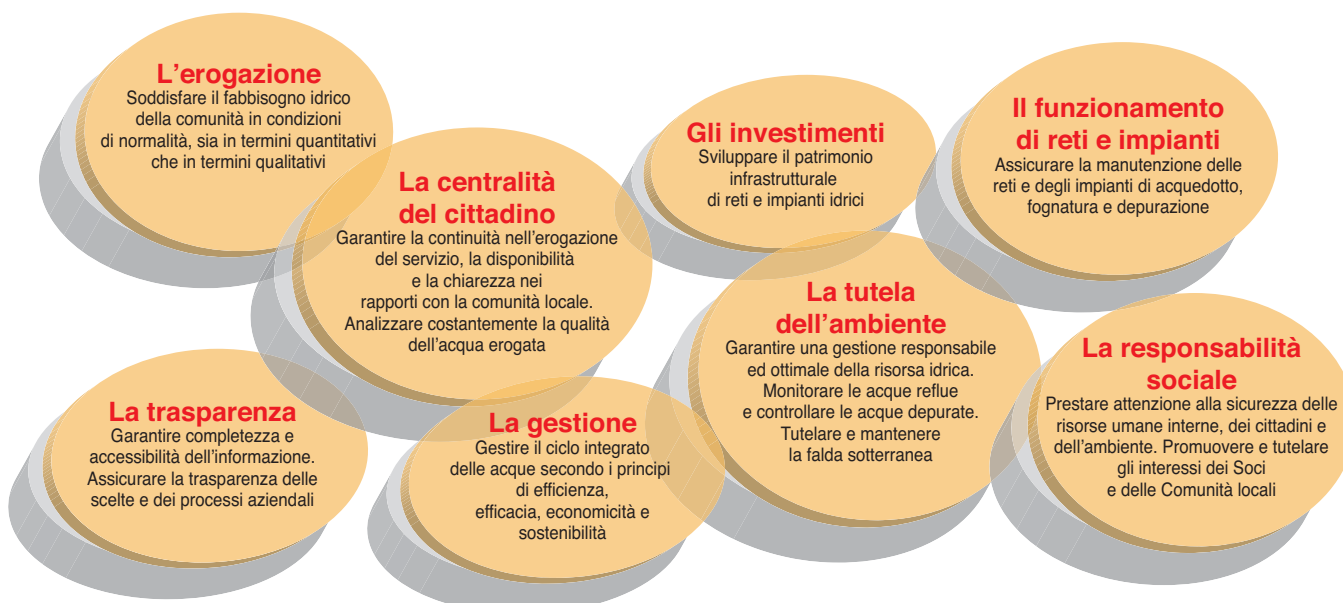 L'erogazione
Soddisfare il fabbisogno idrico
della comunità in condizioni
di normalità, sia in termini quantitativi
che in termini qualitativi
La centralità
del cittadino
Garantire la continuità nell'erogazione
del servizio, la disponibilità
e la chiarezza nei
rapporti con la comunità locale.
Analizzare costantemente la qualità
dell'acqua erogata
Gli investimenti
Sviluppare il patrimonio
infrastrutturale
di reti e impianti idrici
Il funzionamento
di reti e impianti
Assicurare la manutenzione delle
reti e degli impianti di acquedotto,
fognatura e depurazione
La trasparenza
Garantire completezza e
accessibilità dell'informazione.
Assicurare la trasparenza delle
scelte e dei processi aziendali
La gestione
Gestire il ciclo integrato
delle acque secondo i principi
di efficienza,
efficacia, economicità e
sostenibilità
La tutela
dell'ambiente
Garantire una gestione responsabile
ed ottimale della risorsa idrica.
Monitorare le acque reflue
e controllare le acque depurate.
Tutelare e mantenere
la falda sotterranea
La responsabilità
sociale
Prestare attenzione alla sicurezza delle
risorse umane interne, dei cittadini e
dell'ambiente. Promuovere e tutelare
gli interessi dei Soci
e delle Comunità locali